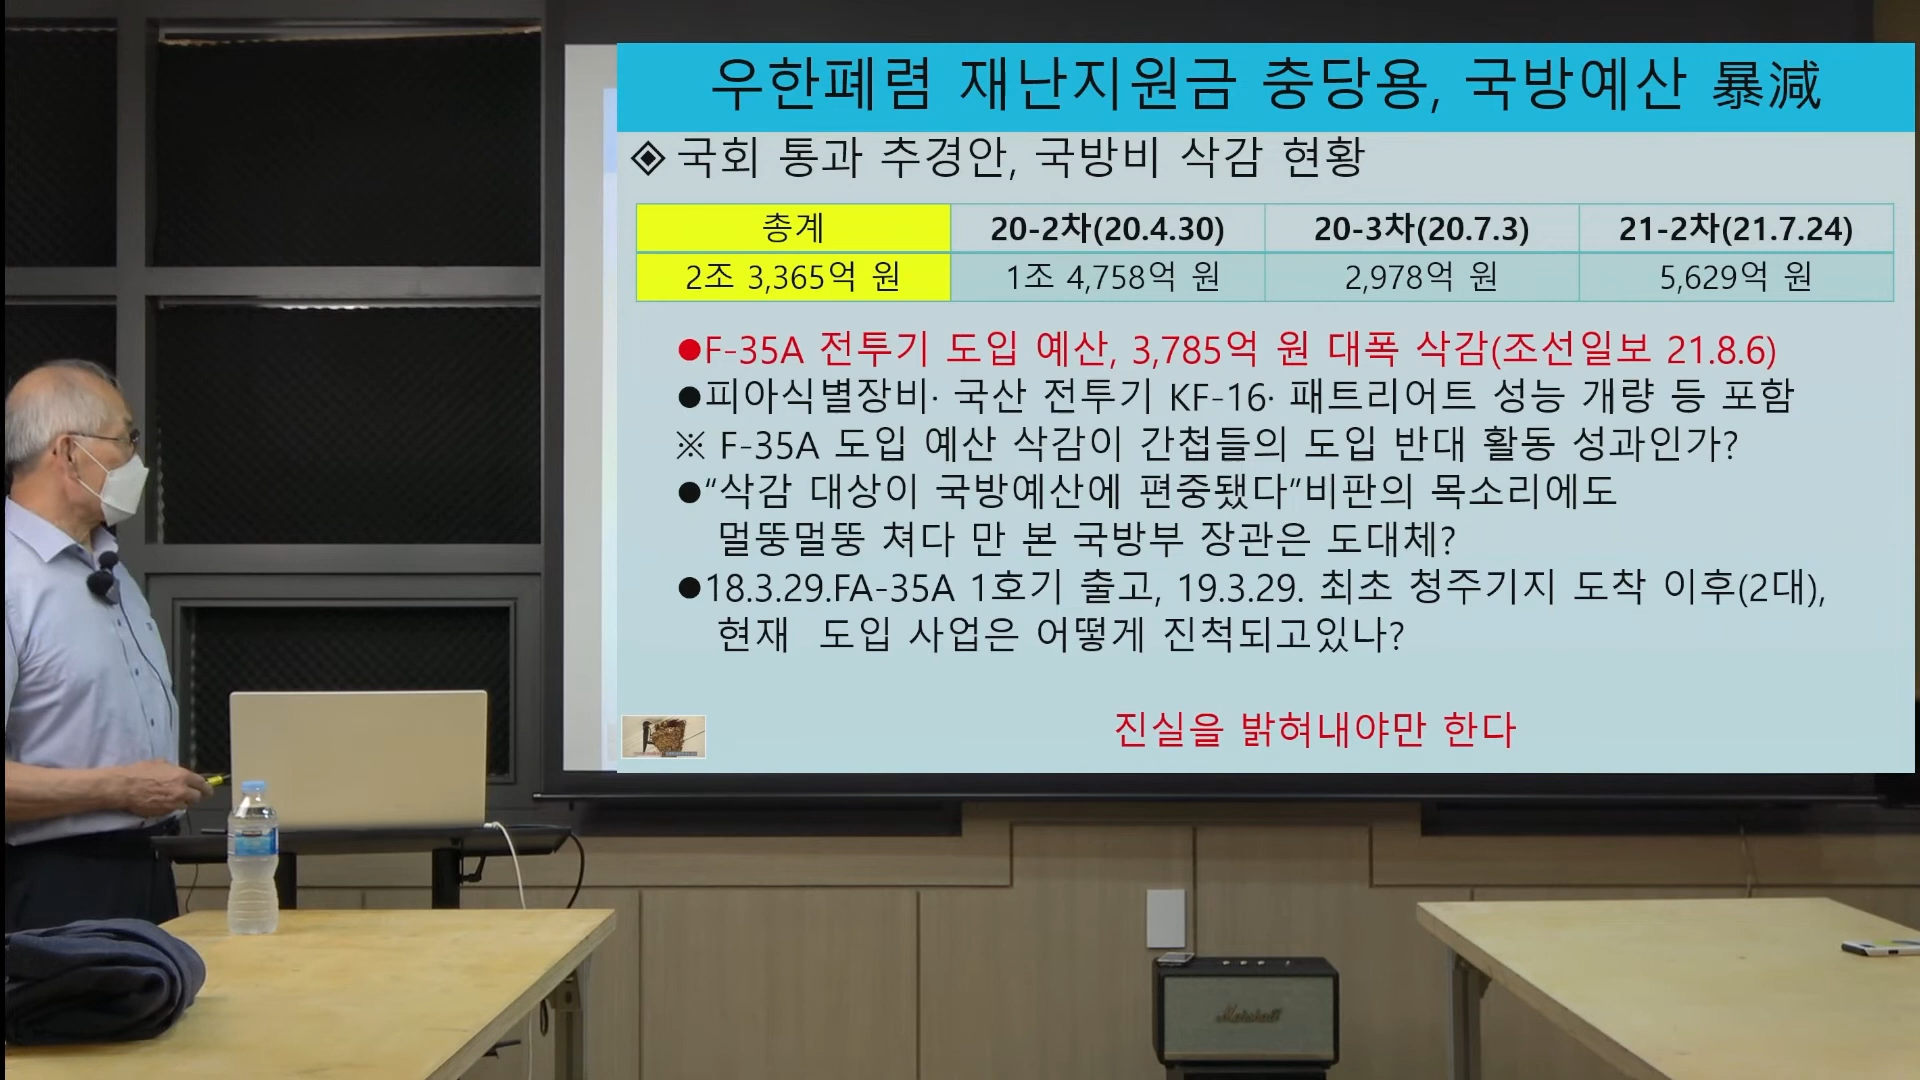 우한폐렴 재난지원금 충당용, 국방예산 暴減
◈ 국회 통과 추경안, 국방비 삭감 현황
총계 20-2차(20.4.30) 20-3차(20.7.3) 21-2차(21.7.24)
2조 3,365억 원 1조 4,758억 원 2,978억 원 5,629억 원
●F-35A 전투기 도입 예산, 3,785억 원 대폭 삭감(조선일보 21.8.6)
●피아식별장비· 국산 전투기 KF-16· 패트리어트 성능 개량 등 포함
※ F-35A 도입 예산 삭감이 간첩들의 도입 반대 활동 성과인가?
●“삭감 대상이 국방예산에 편중됐다”비판의 목소리에도
멀뚱멀뚱 쳐다 만 본 국방부 장관은 도대체?
●18.3.29.FA-35A 1호기 출고, 19.3.29. 최초 청주기지 도착 이후(2대),
현재 도입 사업은 어떻게 진척되고있나?
진실을 밝혀내야만 한다
Marshall